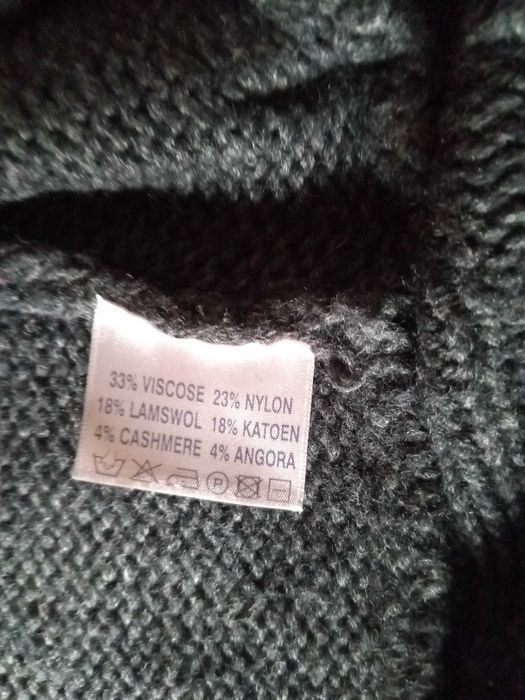 33% VISCOSE 23% NYLON
18% LAMSWOL 18% KATOEN
4% CASHMERE 4% ANGORA
P